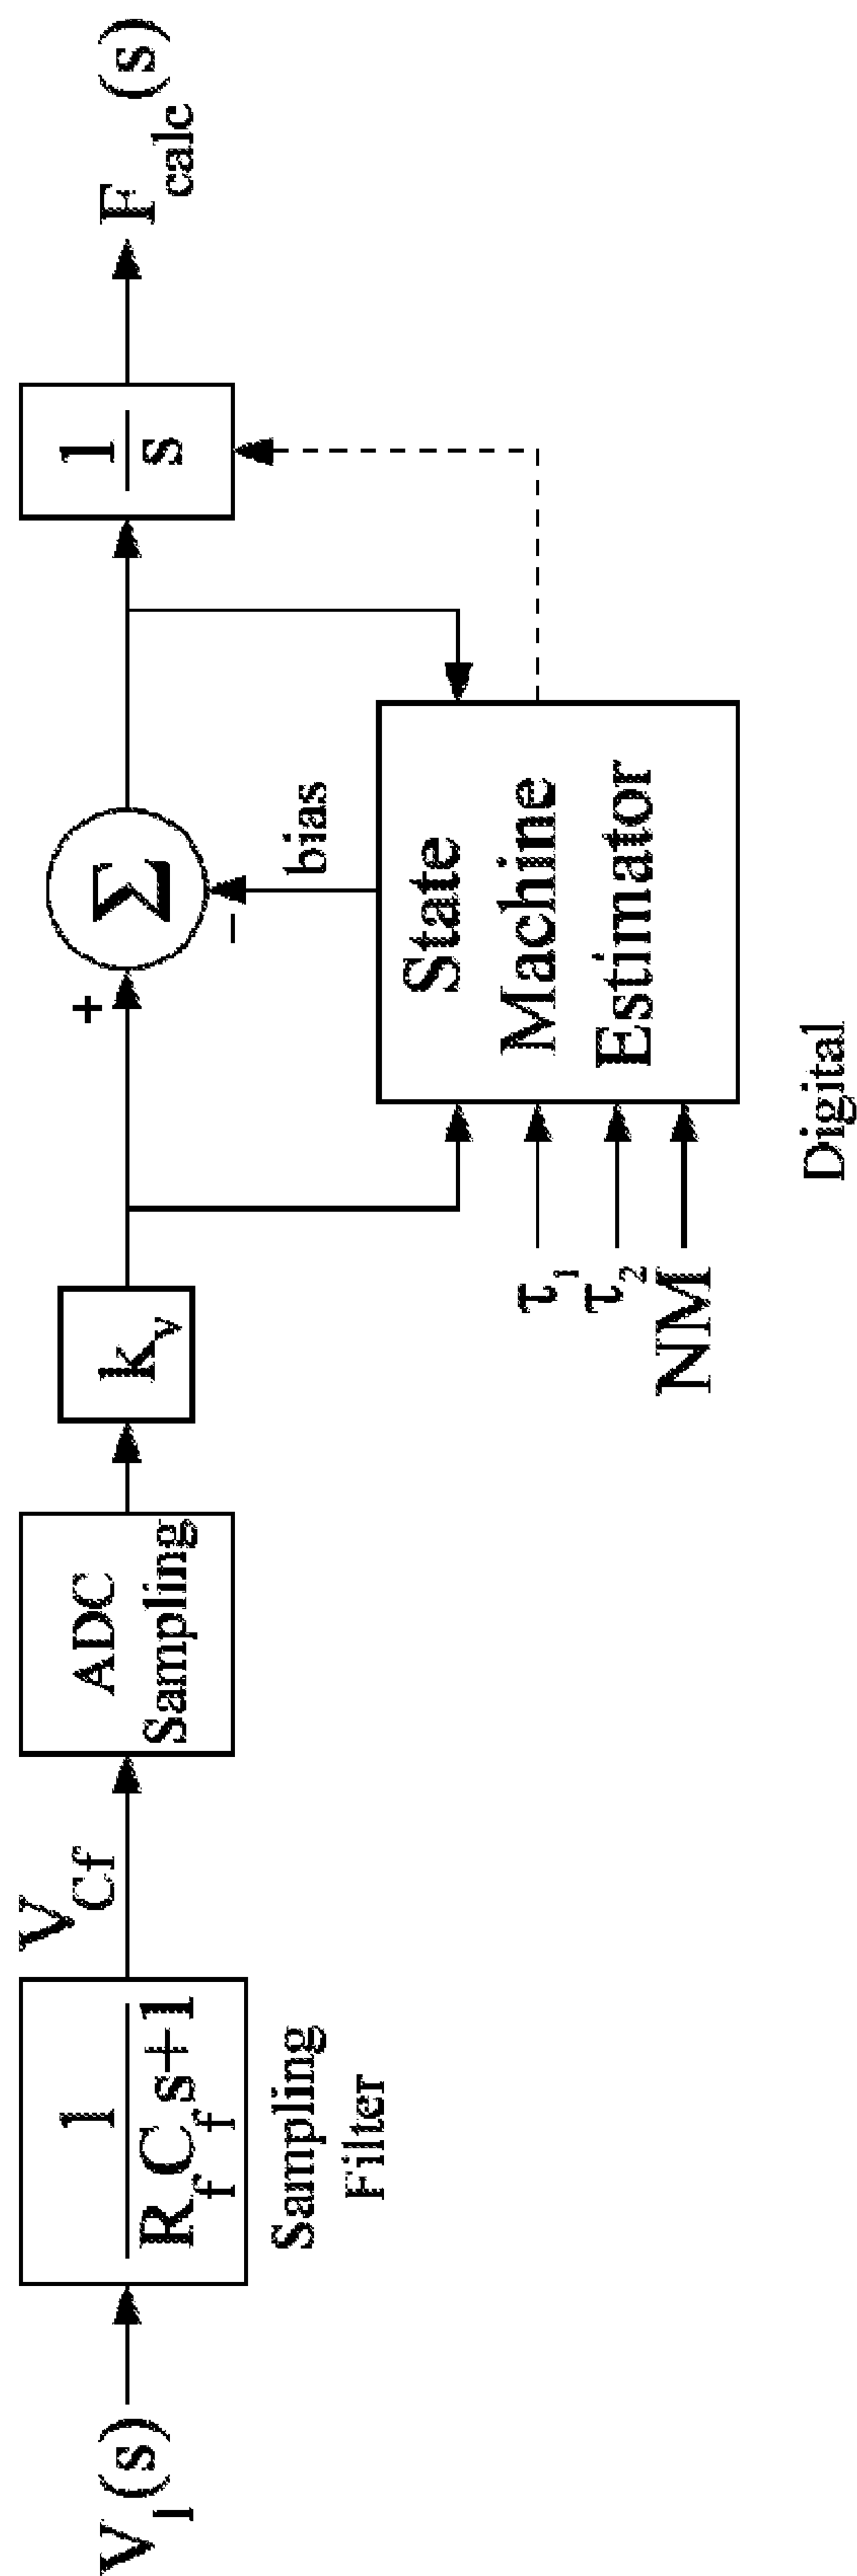 V_l(s)
1
R_f C_f s+1
Sampling
Filter
V_Cf
ADC
Sampling
k_v
+
Σ
−
bias
1
s
F_calc(s)
State
Machine
Estimator
τ_1
τ_2
NM
Digital